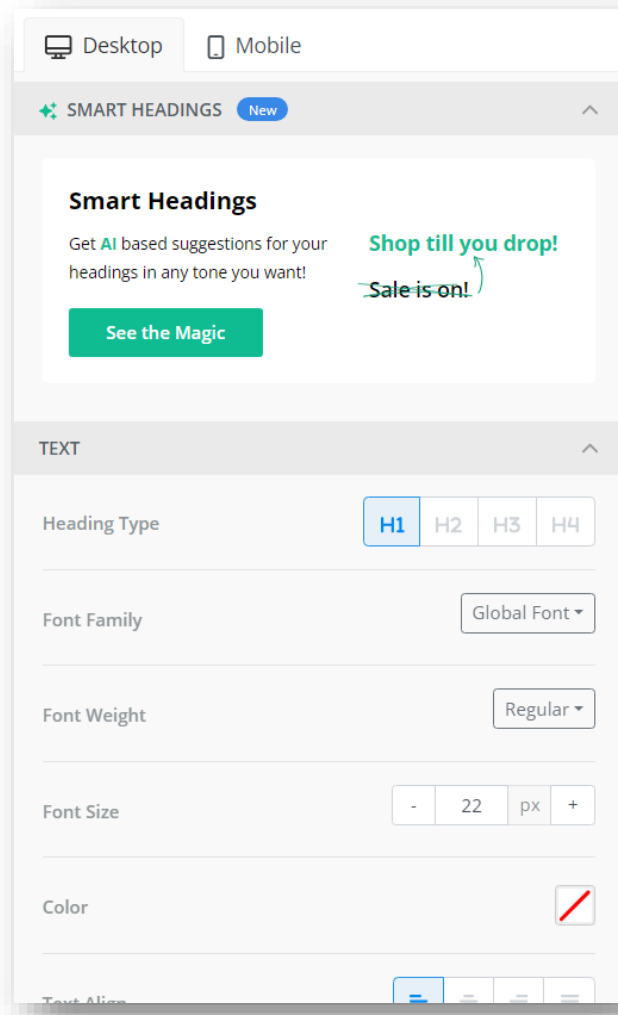 Desktop Mobile
SMART HEADINGS New
Smart Headings
Get AI based suggestions for your
headings in any tone you want!
See the Magic
Shop till you drop!
Sale is on!
TEXT
Heading Type H1 H2 H3 H4
Font Family Global Font
Font Weight Regular
Font Size - 22 px +
Color
Text Align